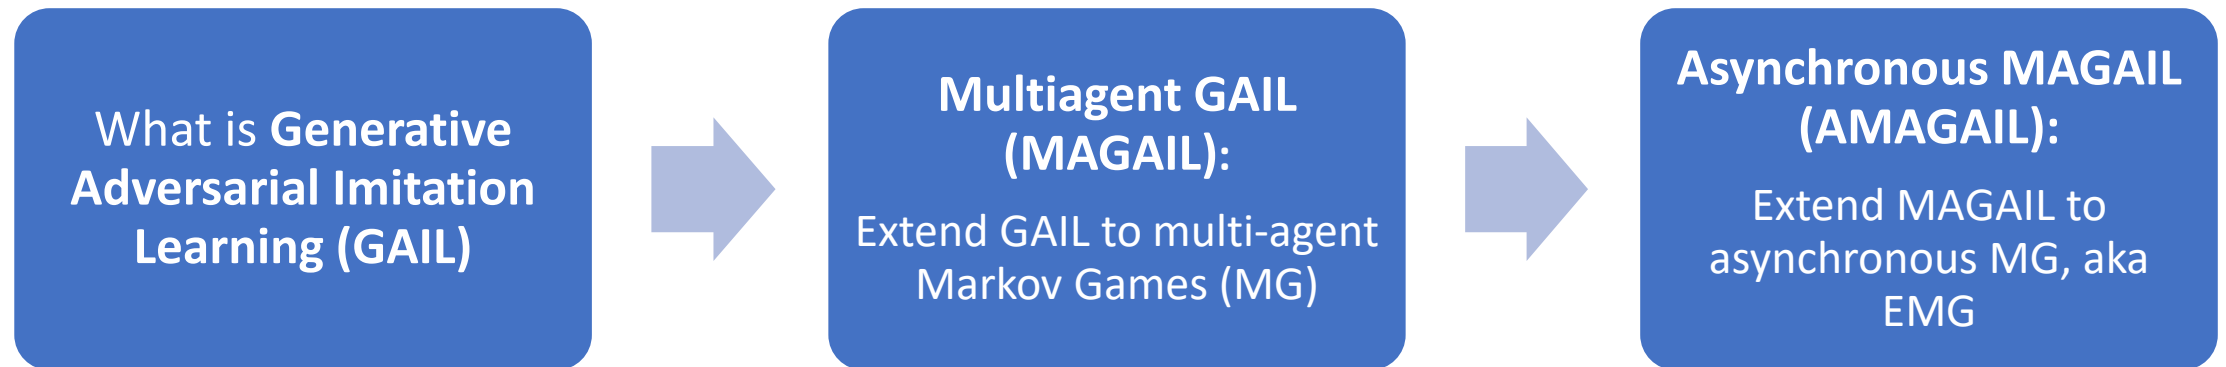 What is Generative
Adversarial Imitation
Learning (GAIL)
Multiagent GAIL
(MAGAIL):
Extend GAIL to multi-agent
Markov Games (MG)
Asynchronous MAGAIL
(AMAGAIL):
Extend MAGAIL to
asynchronous MG, aka
EMG